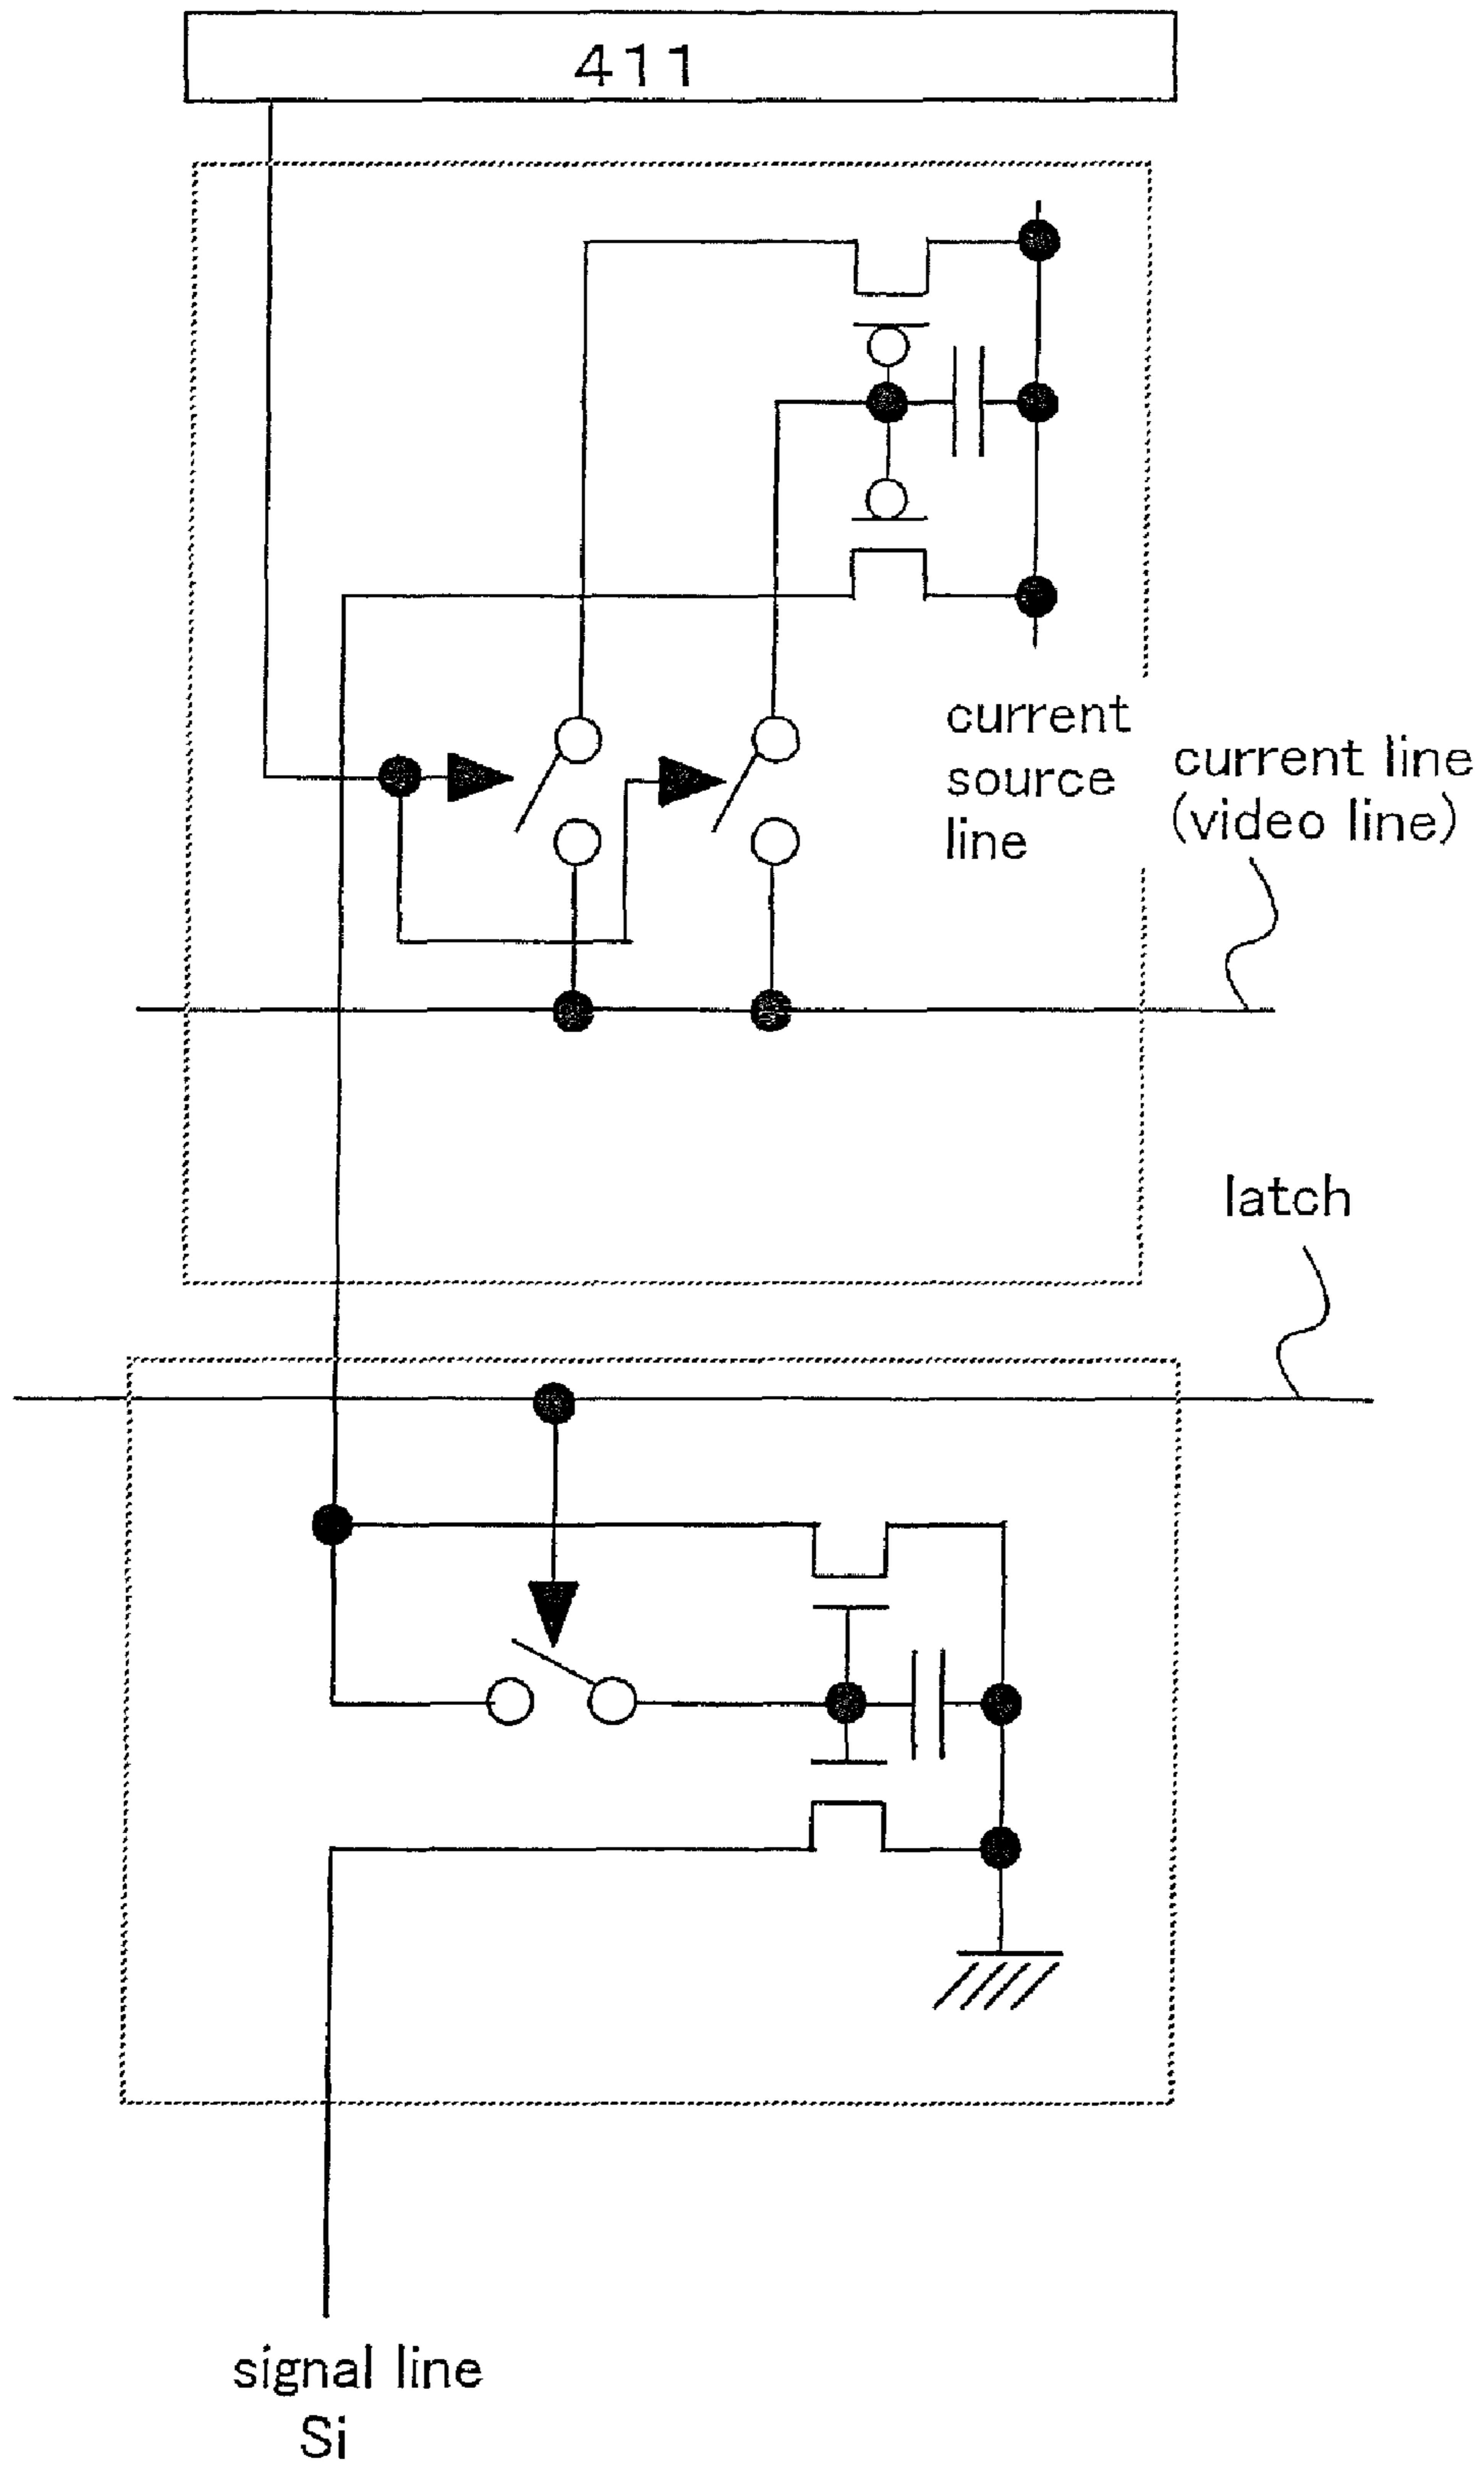 411
current
source
line
current line
(video line)
latch
signal line
Si